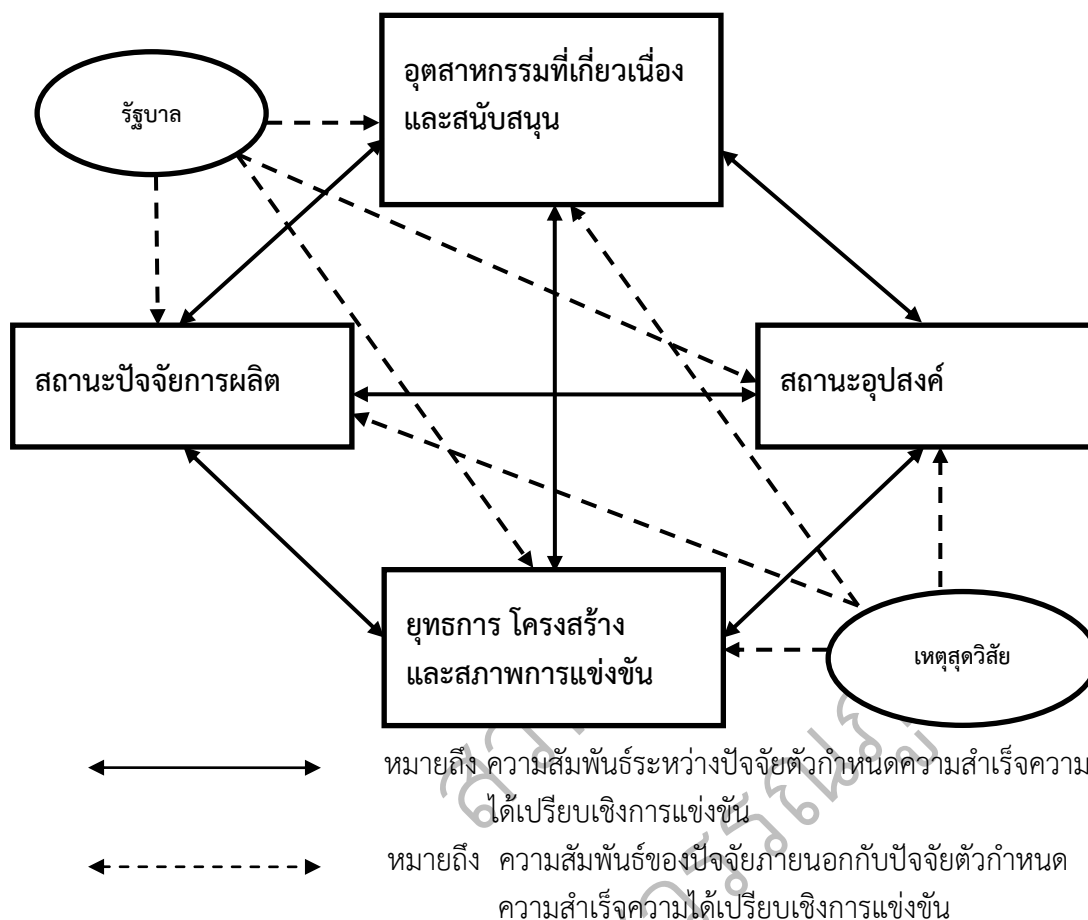 อุตสาหกรรมที่เกี่ยวเนื่อง
และสนับสนุน
รัฐบาล
สถานะปัจจัยการผลิต
สถานะอุปสงค์
ยุทธการ โครงสร้าง
และสภาพการแข่งขัน
เหตุสุดวิสัย
หมายถึง ความสัมพันธ์ระหว่างปัจจัยตัวกำหนดความสำเร็จความ
ได้เปรียบเชิงการแข่งขัน
หมายถึง ความสัมพันธ์ของปัจจัยภายนอกกับปัจจัยตัวกำหนด
ความสำเร็จความได้เปรียบเชิงการแข่งขัน